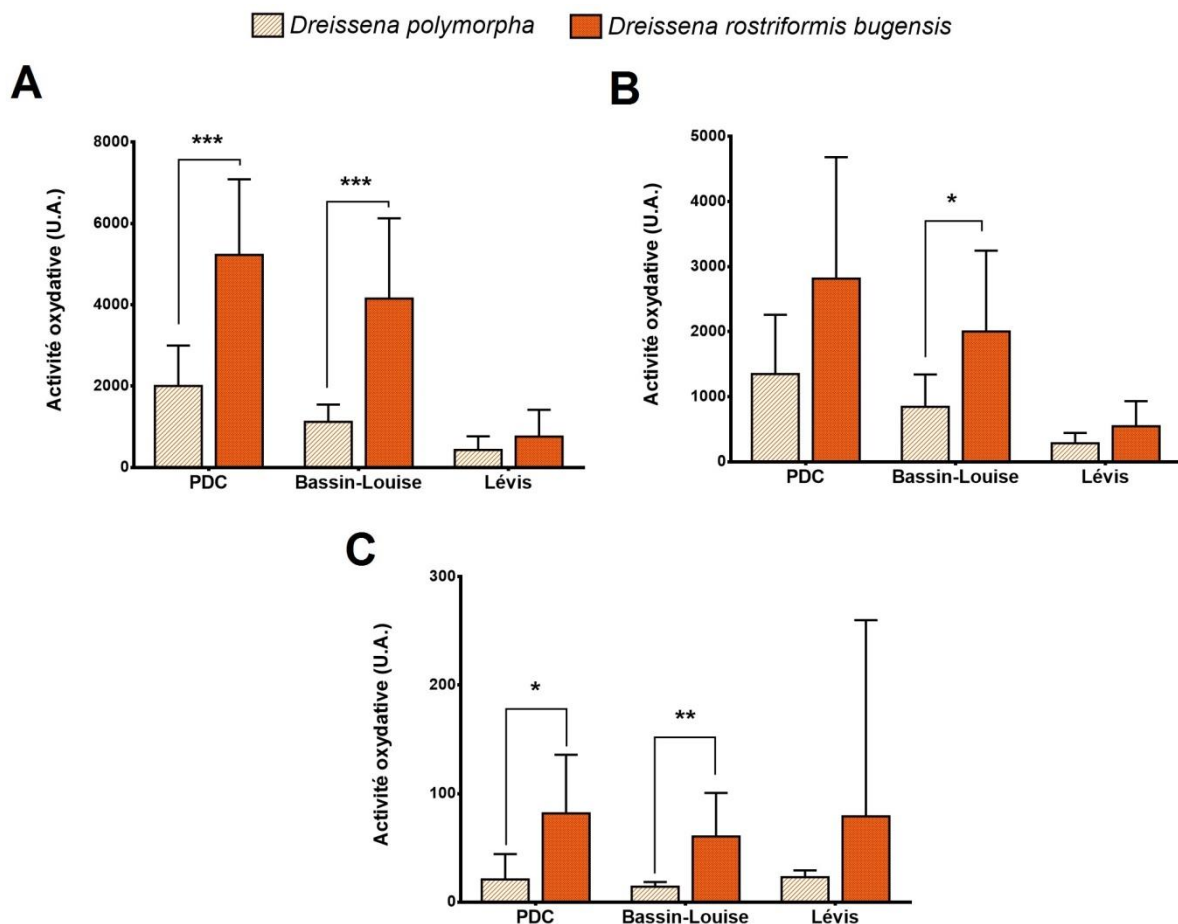 Dreissena polymorpha Dreissena rostriformis bugensis
A
Activité oxydative (U.A.)
8000
6000
4000
2000
0
***
***
PDC Bassin-Louise Lévis
B
Activité oxydative (U.A.)
5000
4000
3000
2000
1000
0
*
PDC Bassin-Louise Lévis
C
Activité oxydative (U.A.)
300
200
100
0
*
**
PDC Bassin-Louise Lévis